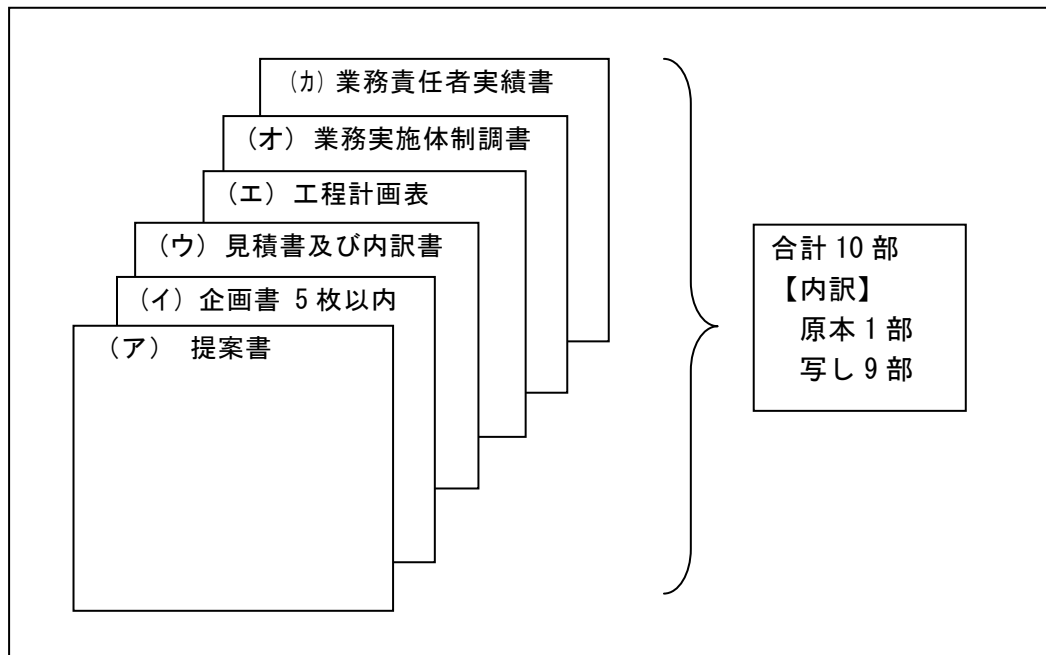 (カ) 業務責任者実績書
(オ) 業務実施体制調書
(エ) 工程計画表
(ウ) 見積書及び内訳書
(イ) 企画書 5枚以内
(ア) 提案書
合計 10 部
【内訳】
原本 1 部
写し 9 部